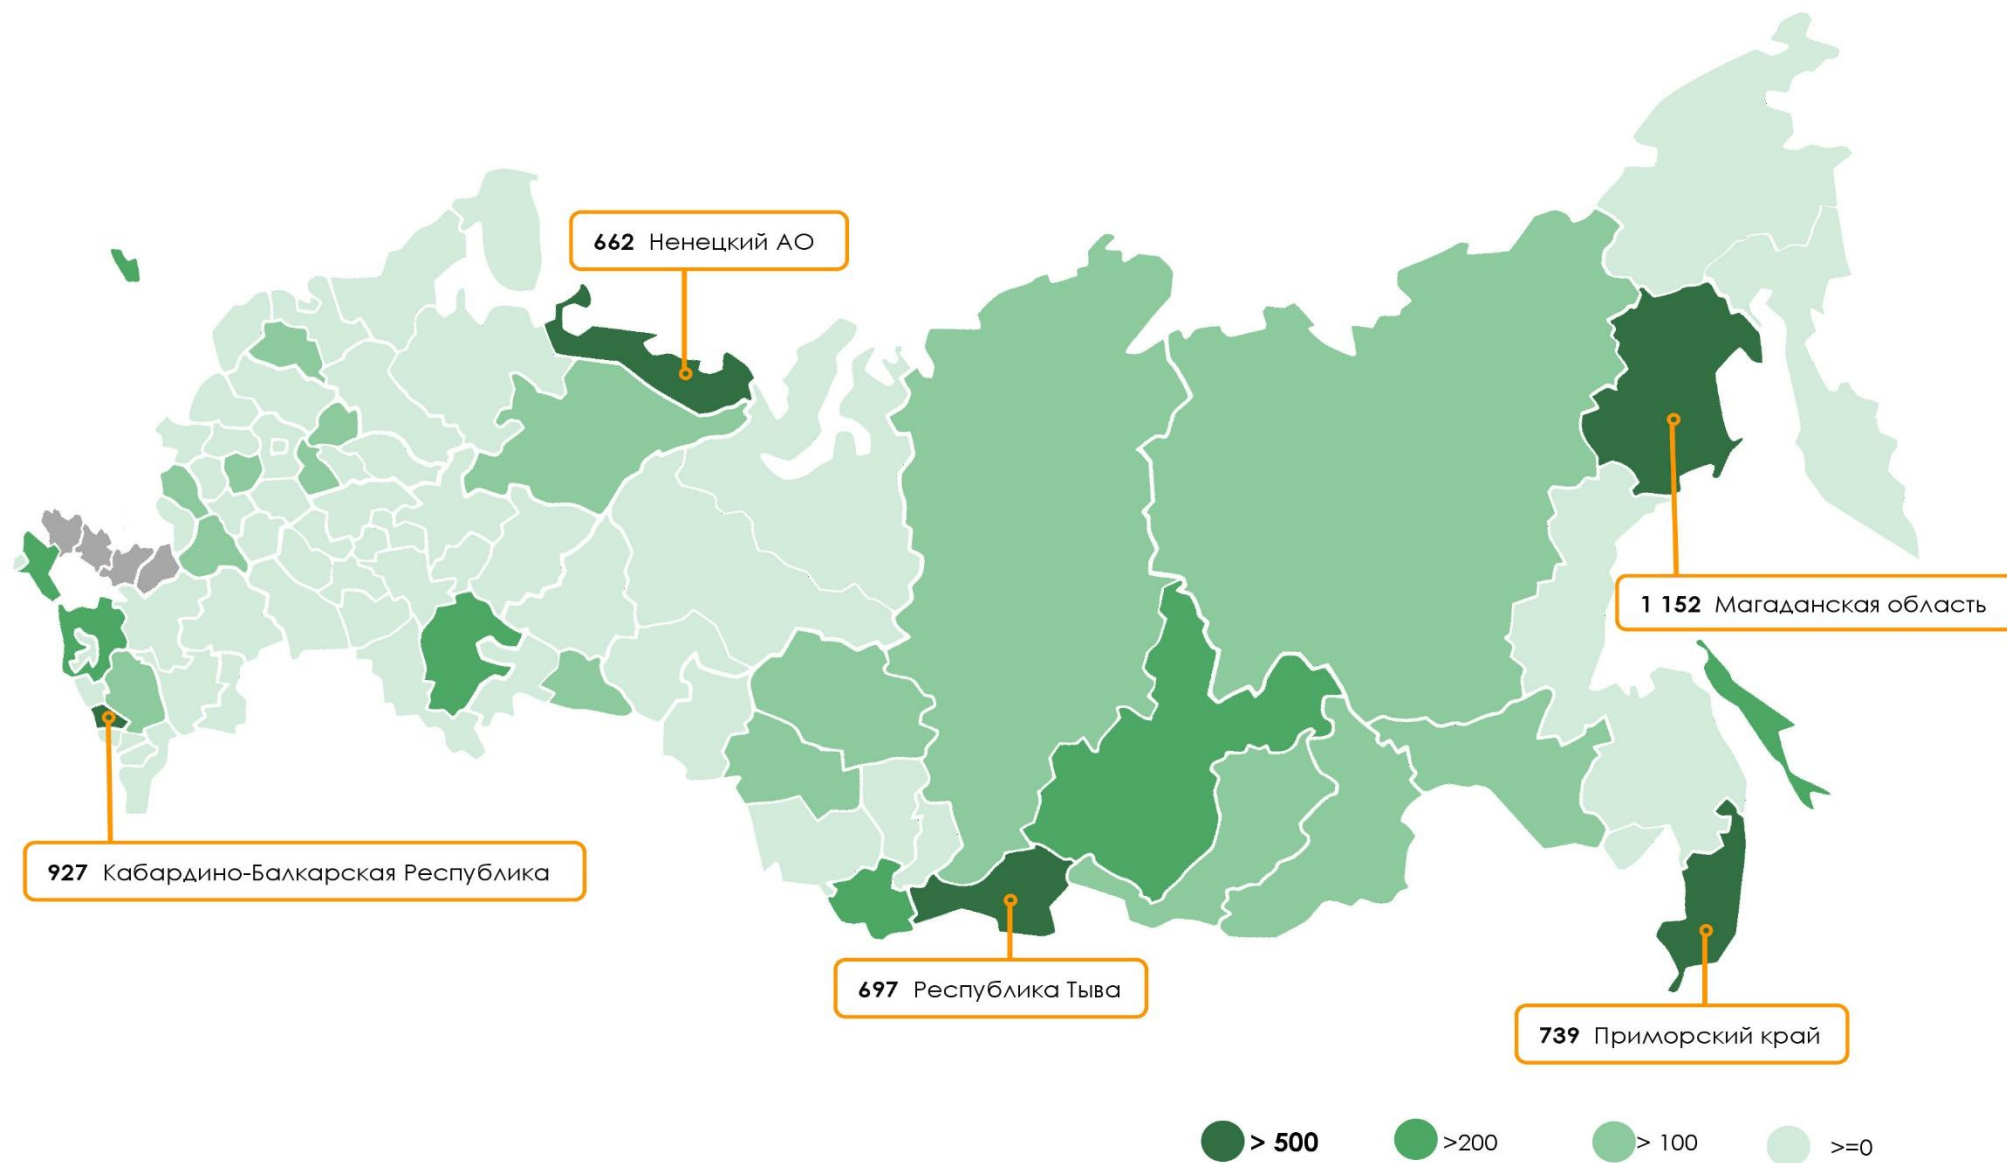 662 Ненецкий АО
1 152 Магаданская область
927 Кабардино-Балкарская Республика
697 Республика Тыва
739 Приморский край
> 500 >200 > 100 >=0